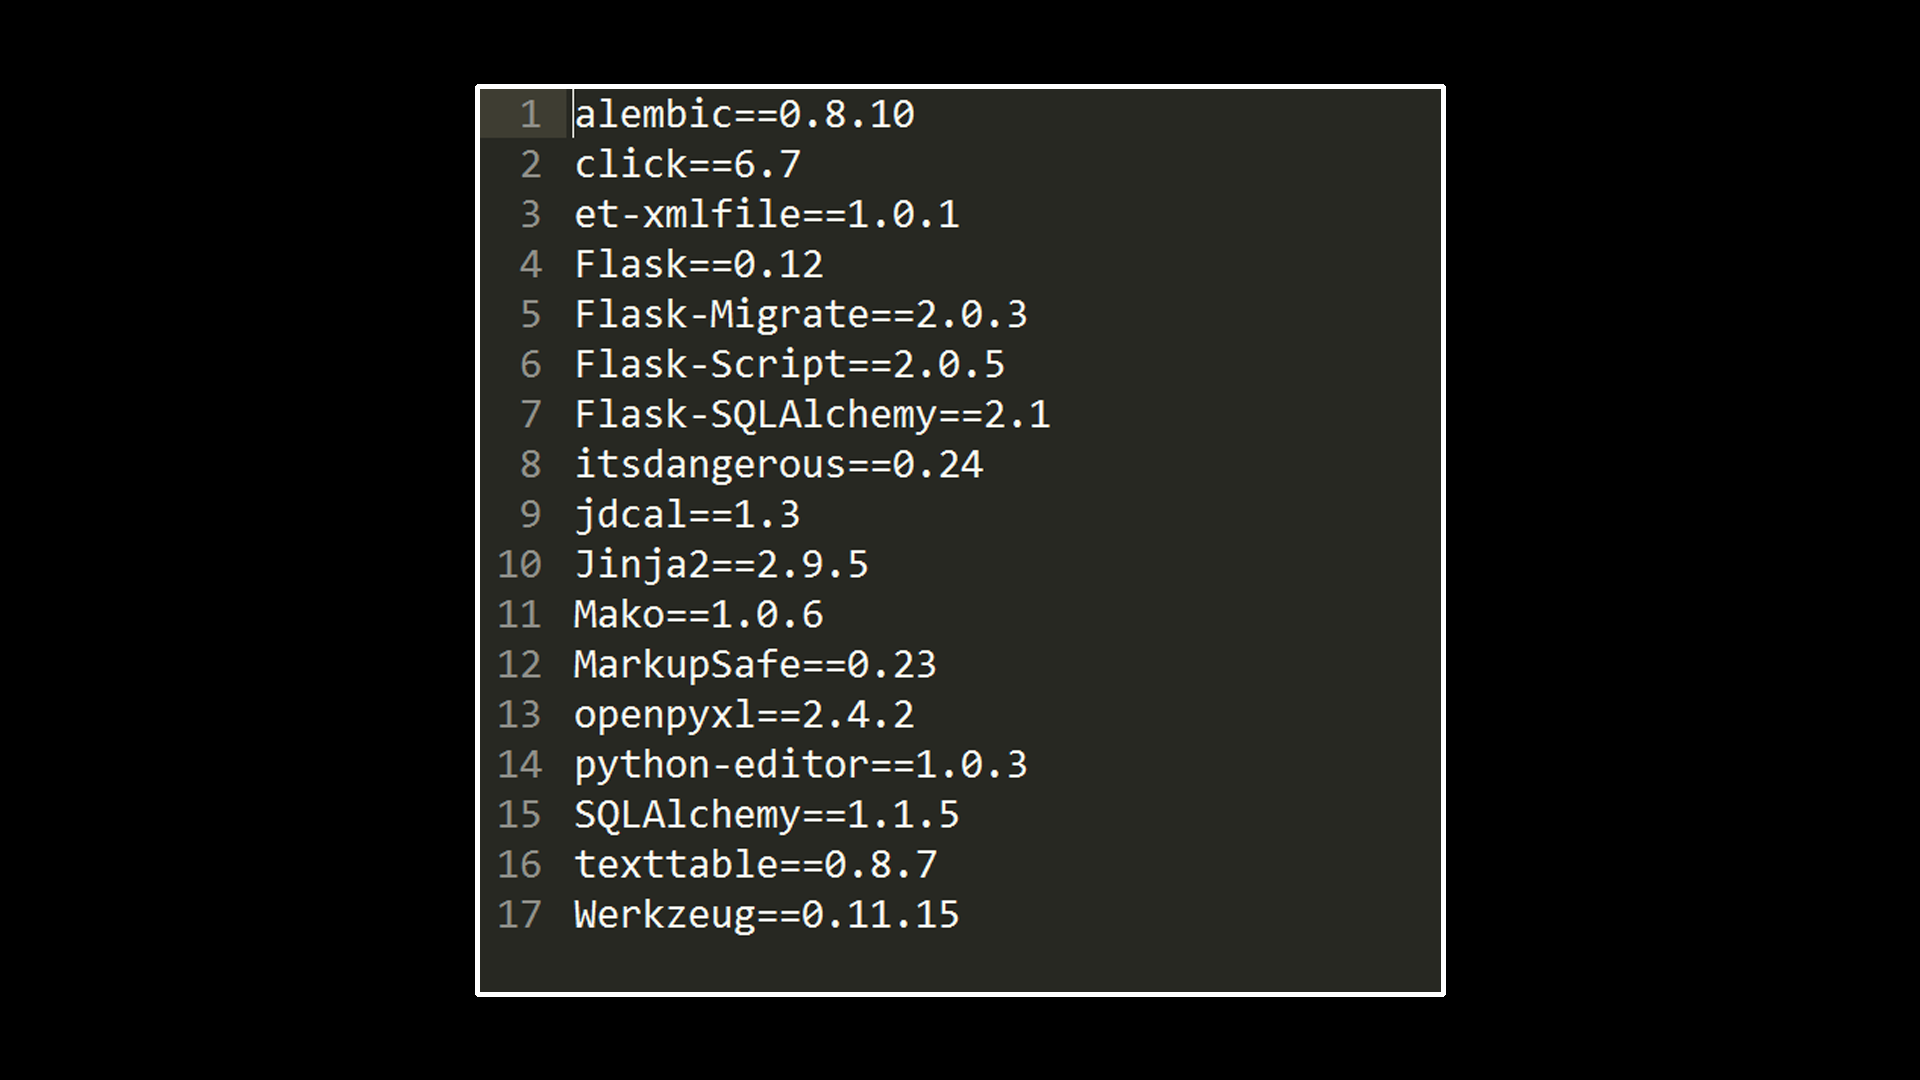 1 alembic==0.8.10
2 click==6.7
3 et-xmlfile==1.0.1
4 Flask==0.12
5 Flask-Migrate==2.0.3
6 Flask-Script==2.0.5
7 Flask-SQLAlchemy==2.1
8 itsdangerous==0.24
9 jdcal==1.3
10 Jinja2==2.9.5
11 Mako==1.0.6
12 MarkupSafe==0.23
13 openpyxl==2.4.2
14 python-editor==1.0.3
15 SQLAlchemy==1.1.5
16 texttable==0.8.7
17 Werkzeug==0.11.15